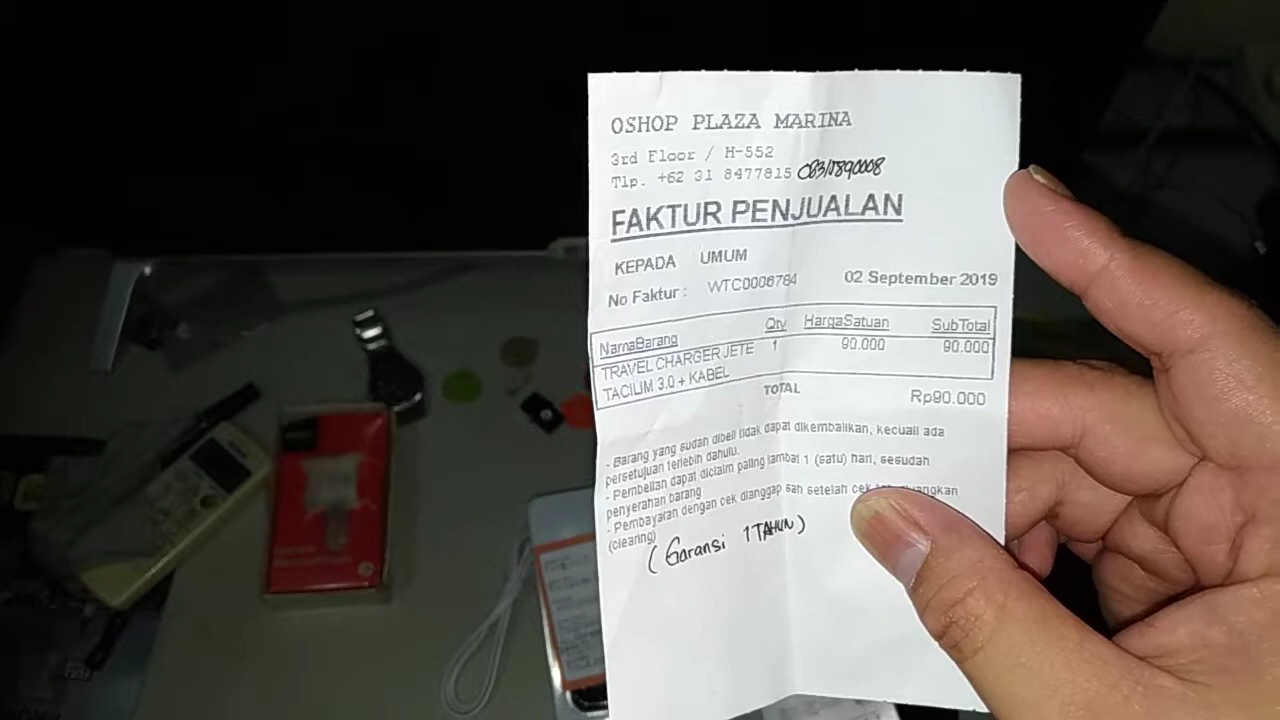 OSHOP PLAZA MARINA
3rd Floor / H-552
Tlp. +62 31 8477815
FAKTUR PENJUALAN
KEPADA UMUM
No Faktur : WTC0006784 02 September 2019
NamaBarang Qty HargaSatuan SubTotal
TRAVEL CHARGER JETE 1 90.000 90.000
TACILIM 3.0 + KABEL
TOTAL Rp90.000
- Barang yang sudah dibeli tidak dapat dikembalikan, kecuali ada
persetujuan terlebih dahulu.
- Pembelian dapat diclaim paling lambat 1 (satu) hari, sesudah
penyerahan barang
- Pembayaran dengan cek dianggap sah setelah cek
(clearing)
(Garansi 1 TAHUN)